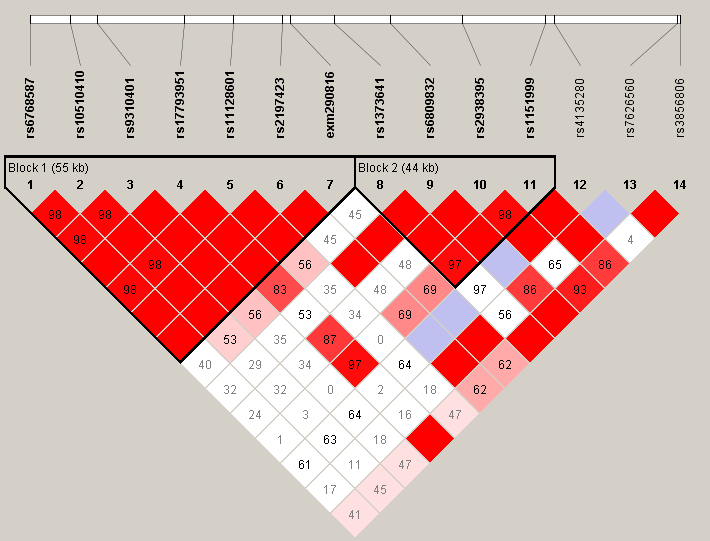 rs6768587
rs10510410
rs9310401
rs17793951
rs11128601
rs2197423
exm290816
rs1373641
rs6809832
rs2938395
rs1151999
rs4135280
rs7626560
rs3856806
Block 1 (55 kb) Block 2 (44 kb)
1 2 3 4 5 6 7 8 9 10 11 12 13 14
98 98 45 98
98 45 4
98 56 48 97 65 86
98 83 35 48 69 97 86 93
56 53 34 69 56
53 35 87 0
40 29 34 97 64 62
32 32 0 2 18 62
24 3 64 16 47
1 63 18
61 11 47
17 45
41